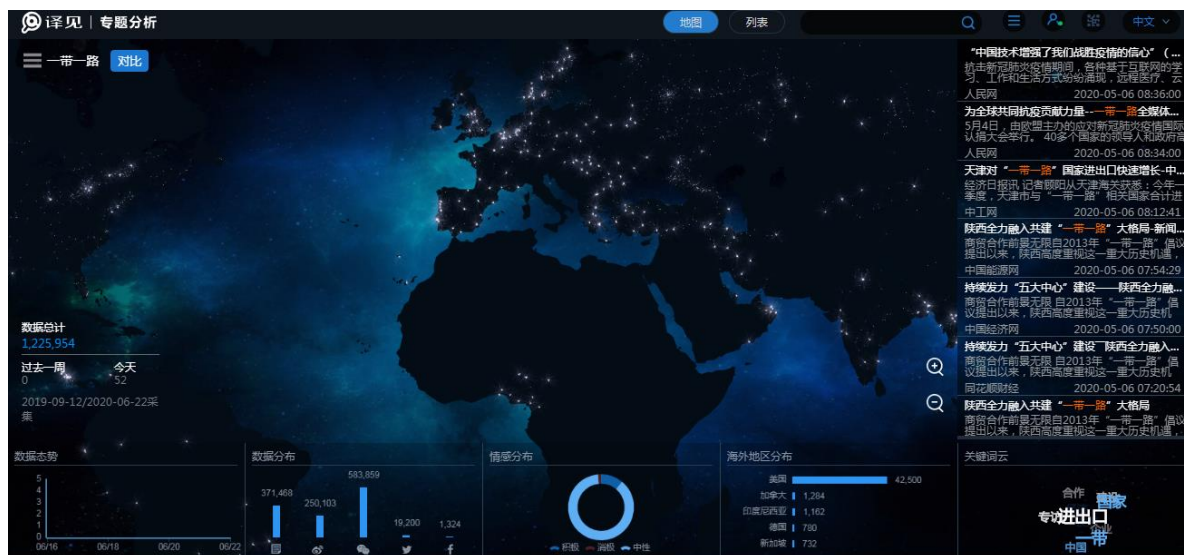 译见 | 专题分析
地图
列表
中文
一带一路
对比
数据总计
1,225,954
过去一周
今天
0
52
2019-09-12/2020-06-22采
集
“中国技术增强了我们战胜疫情的信心”（ ...
抗击新冠肺炎疫情期间，各种基于互联网的学
习、工作和生活方式纷纷涌现，远程医疗、云
人民网
2020-05-06 08:36:00
为全球共同抗疫贡献力量--一带一路全媒体...
5月4日，由欧盟主办的应对新冠肺炎疫情国际
认捐大会举行。 40多个国家的领导人和政府高
人民网
2020-05-06 08:34:00
天津对“一带一路”国家进出口快速增长-中...
经济日报讯 记者顾阳从天津海关获悉：今年一
季度，天津市与“一带一路”相关国家合计进
中工网
2020-05-06 08:12:41
陕西全力融入共建“一带一路”大格局-新闻...
商贸合作前景无限自2013年“一带一路”倡议
提出以来，陕西高度重视这一重大历史机遇，
中国能源网
2020-05-06 07:54:29
持续发力“五大中心”建设——陕西全力融...
商贸合作前景无限 自2013年“一带一路”倡
议提出以来，陕西高度重视这一重大历史机
中国经济网
2020-05-06 07:50:00
持续发力“五大中心”建设 陕西全力融入...
商贸合作前景无限 自2013年“一带一路”倡
议提出以来，陕西高度重视这一重大历史机
同花顺财经
2020-05-06 07:20:54
陕西全力融入共建“一带一路”大格局
商贸合作前景无限自2013年“一带一路”倡议
提出以来，陕西高度重视这一重大历史机遇，
数据态势
5
4
3
2
1
0
06/16
06/18
06/20
06/22
数据分布
371,468
250,103
583,859
19,200
1,324
情感分布
积极
消极
中性
海外地区分布
美国
42,500
加拿大
1,284
印度尼西亚
1,162
德国
780
新加坡
732
关键词云
合作
建设
国家
专访
进出口
企业
一带
中国